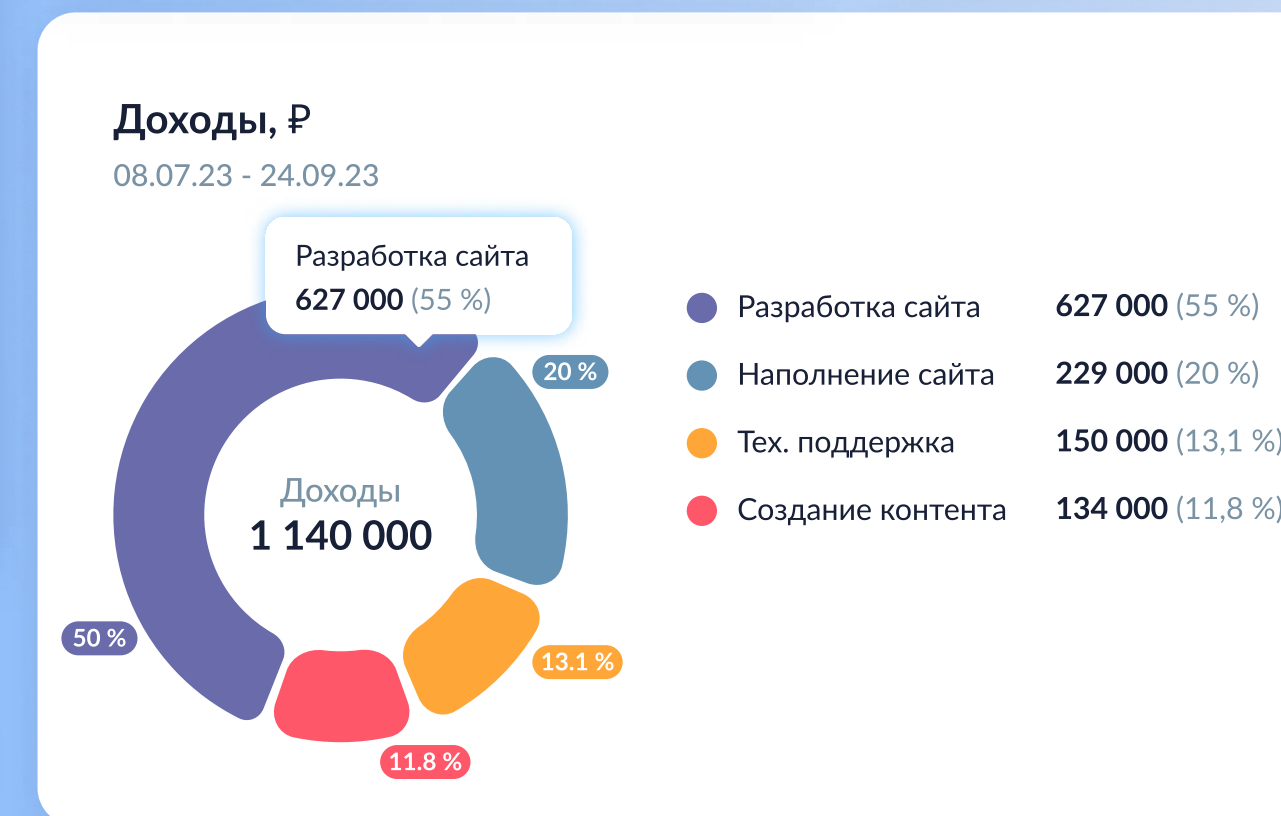 Доходы, ₽
08.07.23 - 24.09.23
Разработка сайта
627 000 (55 %)
20 %
Доходы
1 140 000
50 %
13.1 %
11.8 %
Разработка сайта 627 000 (55 %)
Наполнение сайта 229 000 (20 %)
Тех. поддержка 150 000 (13,1 %)
Создание контента 134 000 (11,8 %)